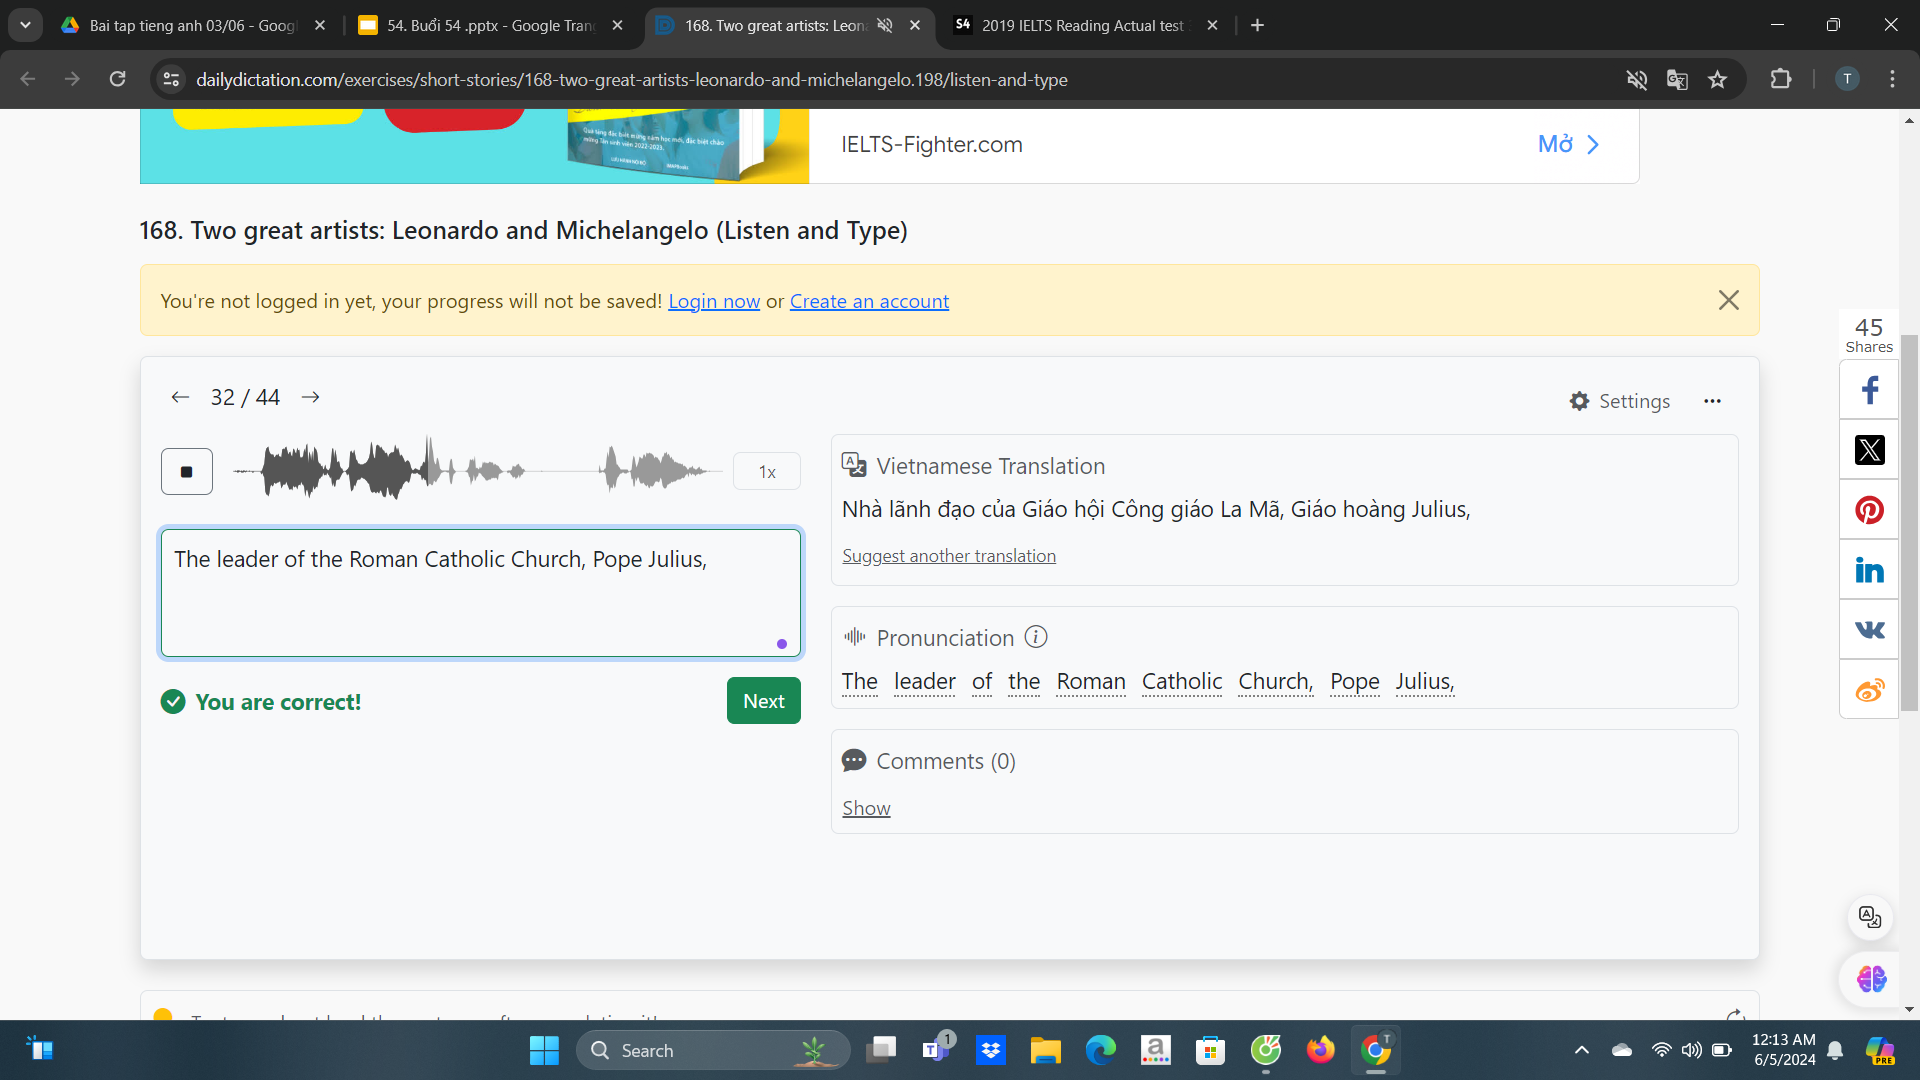 Bai tap tieng anh 03/06 - Googl
54. Buổi 54 .pptx - Google Tran
168. Two great artists: Leon
S4 2019 IELTS Reading Actual test
dailydictation.com/exercises/short-stories/168-two-great-artists-leonardo-and-michelangelo.198/listen-and-type
T
IELTS-Fighter.com
Mở
168. Two great artists: Leonardo and Michelangelo (Listen and Type)
You're not logged in yet, your progress will not be saved! Login now or Create an account
45
Shares
32 / 44
Settings
1x
Vietnamese Translation
Nhà lãnh đạo của Giáo hội Công giáo La Mã, Giáo hoàng Julius,
Suggest another translation
The leader of the Roman Catholic Church, Pope Julius,
Pronunciation
The leader of the Roman Catholic Church, Pope Julius,
You are correct!
Next
Comments (0)
Show
Search
1
12:13 AM
6/5/2024
PRE